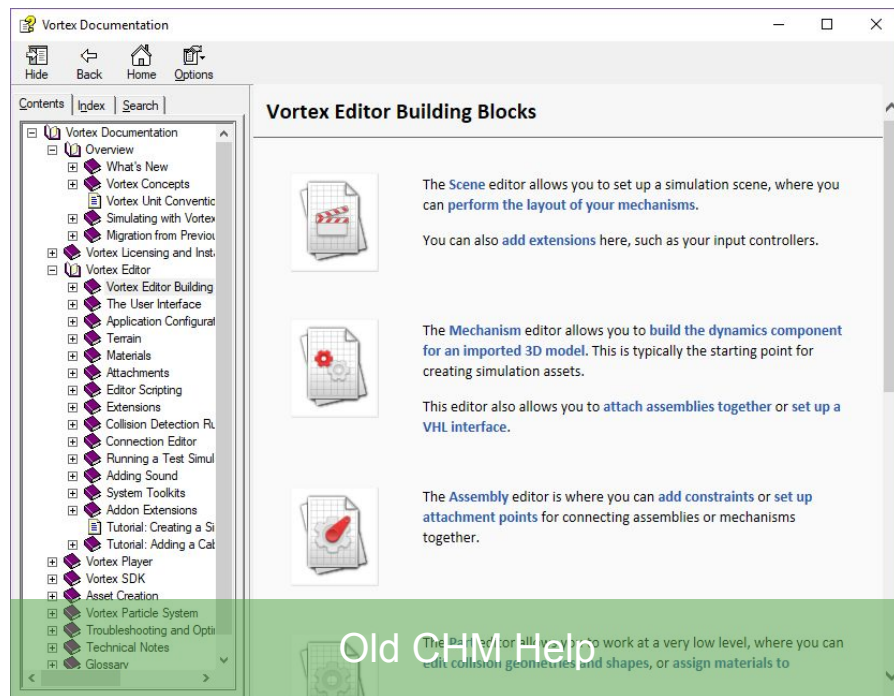 Vortex Documentation
Hide Back Home Options
Contents Index Search
Vortex Documentation
Overview
What's New
Vortex Concepts
Vortex Unit Conventic
Simulating with Vortex
Migration from Previou
Vortex Licensing and Insta
Vortex Editor
Vortex Editor Building
The User Interface
Application Configurat
Terrain
Materials
Attachments
Editor Scripting
Extensions
Collision Detection Ru
Connection Editor
Running a Test Simul
Adding Sound
System Toolkits
Addon Extensions
Tutorial: Creating a Si
Tutorial: Adding a Cab
Vortex Player
Vortex SDK
Asset Creation
Vortex Particle System
Troubleshooting and Opti
Technical Notes
Glossary
Vortex Editor Building Blocks
The Scene editor allows you to set up a simulation scene, where you
can perform the layout of your mechanisms.
You can also add extensions here, such as your input controllers.
The Mechanism editor allows you to build the dynamics component
for an imported 3D model. This is typically the starting point for
creating simulation assets.
This editor also allows you to attach assemblies together or set up a
VHL interface.
The Assembly editor is where you can add constraints or set up
attachment points for connecting assemblies or mechanisms
together.
The Part editor allows you to work at a very low level, where you can
edit collision geometries and shapes, or assign materials to
Old CHM Help